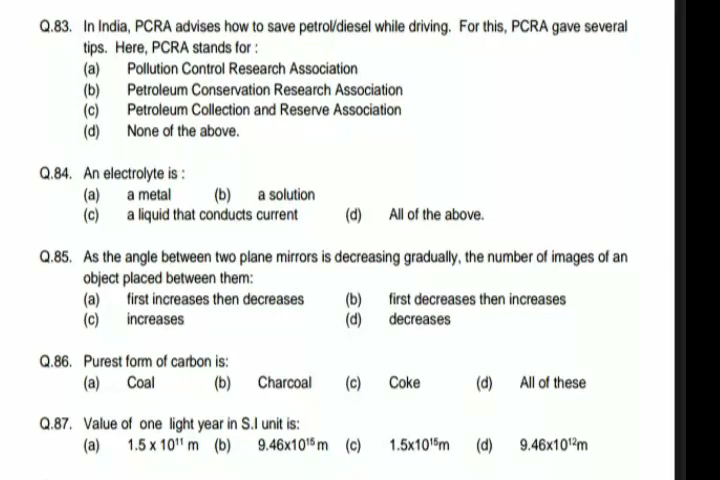 Q.83. In India, PCRA advises how to save petrol/diesel while driving. For this, PCRA gave several
tips. Here, PCRA stands for :
(a) Pollution Control Research Association
(b) Petroleum Conservation Research Association
(c) Petroleum Collection and Reserve Association
(d) None of the above.
Q.84. An electrolyte is :
(a) a metal (b) a solution
(c) a liquid that conducts current (d) All of the above.
Q.85. As the angle between two plane mirrors is decreasing gradually, the number of images of an
object placed between them:
(a) first increases then decreases (b) first decreases then increases
(c) increases (d) decreases
Q.86. Purest form of carbon is:
(a) Coal (b) Charcoal (c) Coke (d) All of these
Q.87. Value of one light year in S.I unit is:
(a) 1.5 x 10¹¹ m (b) 9.46x10¹⁵ m (c) 1.5x10¹⁵m (d) 9.46x10¹²m